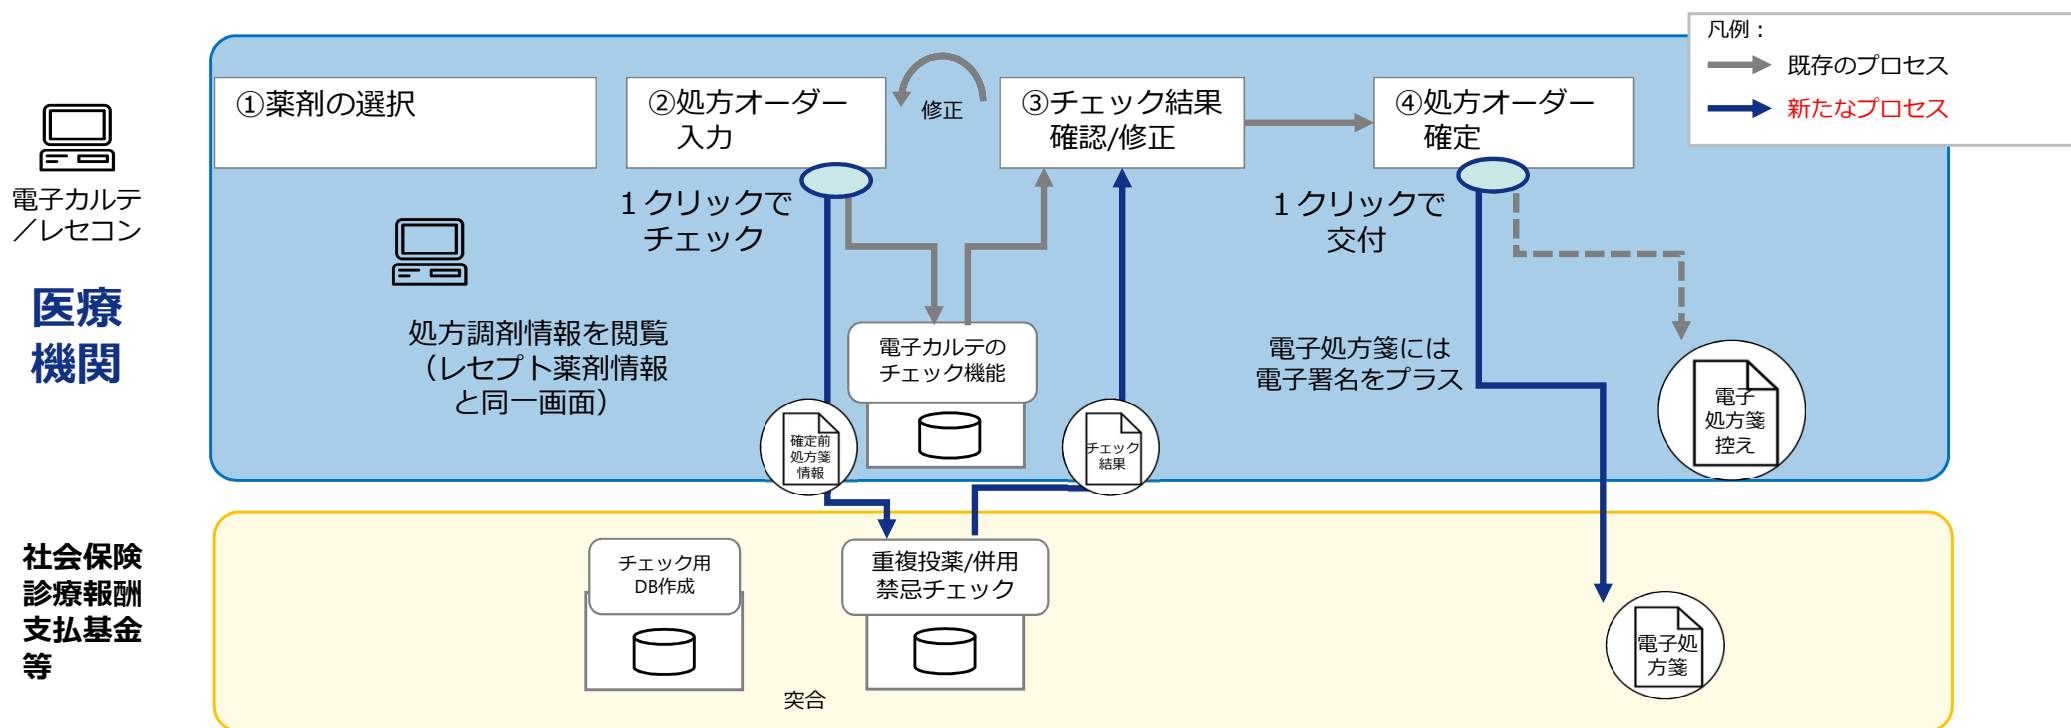 凡例：
既存のプロセス
新たなプロセス
電子カルテ
／レセコン
医療
機関
①薬剤の選択
②処方オーダー
入力
修正
③チェック結果
確認/修正
④処方オーダー
確定
１クリックで
チェック
１クリックで
交付
処方調剤情報を閲覧
（レセプト薬剤情報
と同一画面）
電子カルテの
チェック機能
電子処方箋には
電子署名をプラス
確定前
処方箋
情報
チェック
結果
電子
処方箋
控え
社会保険
診療報酬
支払基金
等
チェック用
DB作成
重複投薬/併用
禁忌チェック
突合
電子処
方箋